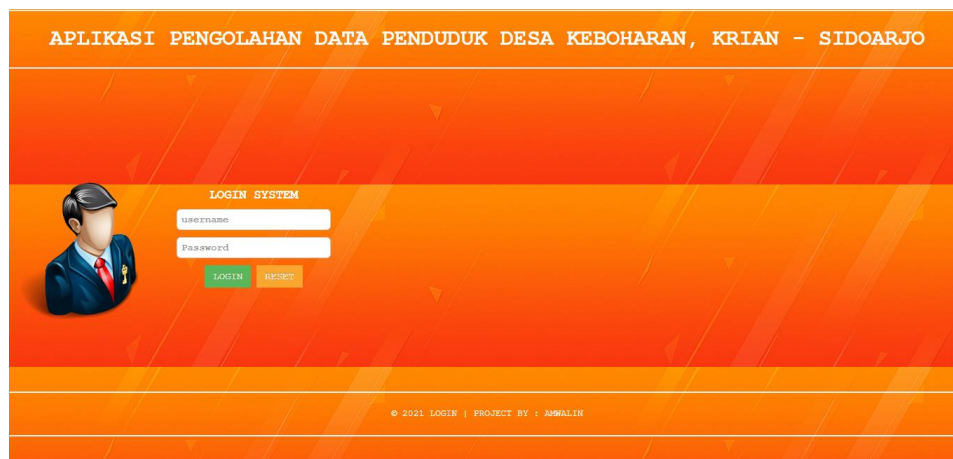 APLIKASI PENGOLAHAN DATA PENDUDUK DESA KEBOHARAN, KRIAN - SIDOARJO
LOGIN SYSTEM
username
Password
LOGIN RESET
© 2021 LOGIN | PROJECT BY : AMWALIN